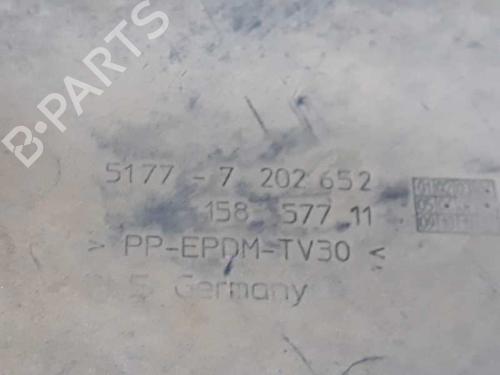 B-PARTS
5177 - 7 202 652
158 577 11
> PP-EPDM-TV30 <
Germany